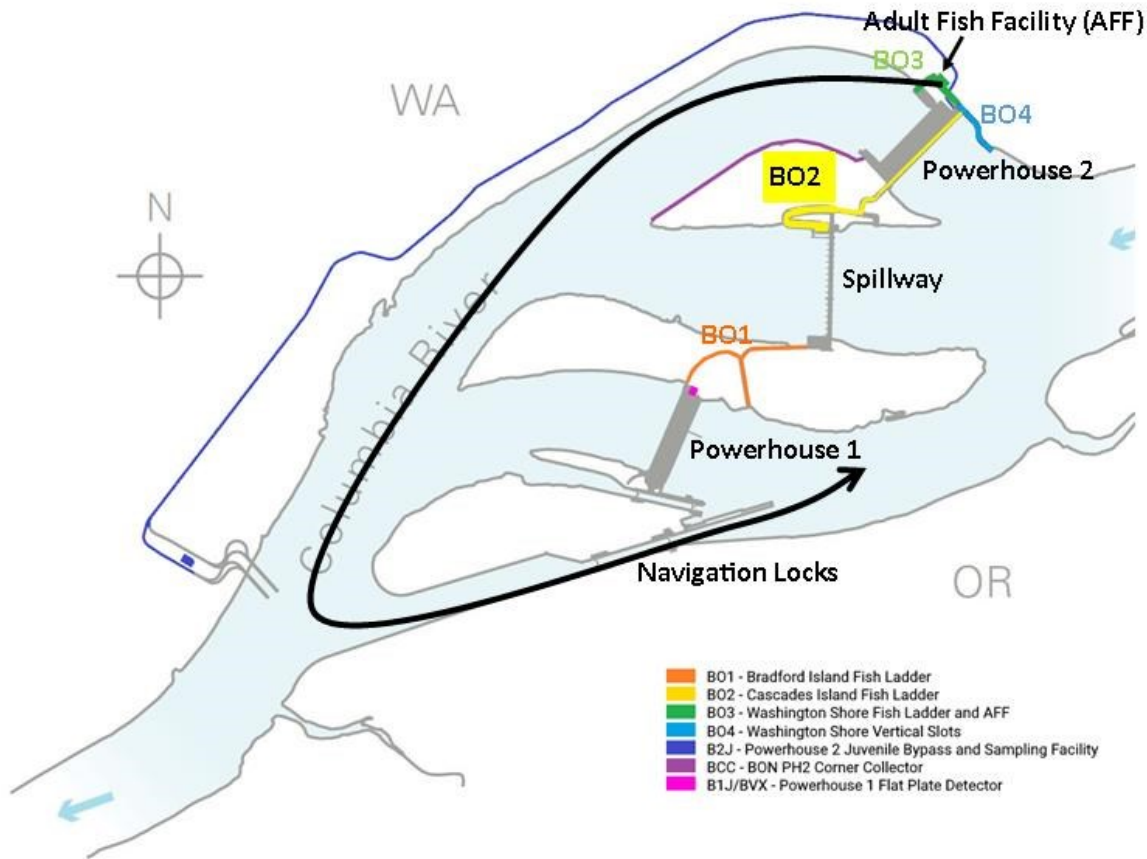 Adult Fish Facility (AFF)
BO3
WA
BO4
Powerhouse 2
BO2
N
Spillway
Columbia River
BO1
Powerhouse 1
Navigation Locks
OR
BO1 - Bradford Island Fish Ladder
BO2 - Cascades Island Fish Ladder
BO3 - Washington Shore Fish Ladder and AFF
BO4 - Washington Shore Vertical Slots
B2J - Powerhouse 2 Juvenile Bypass and Sampling Facility
BCC - BON PH2 Corner Collector
B1J/BVX - Powerhouse 1 Flat Plate Detector